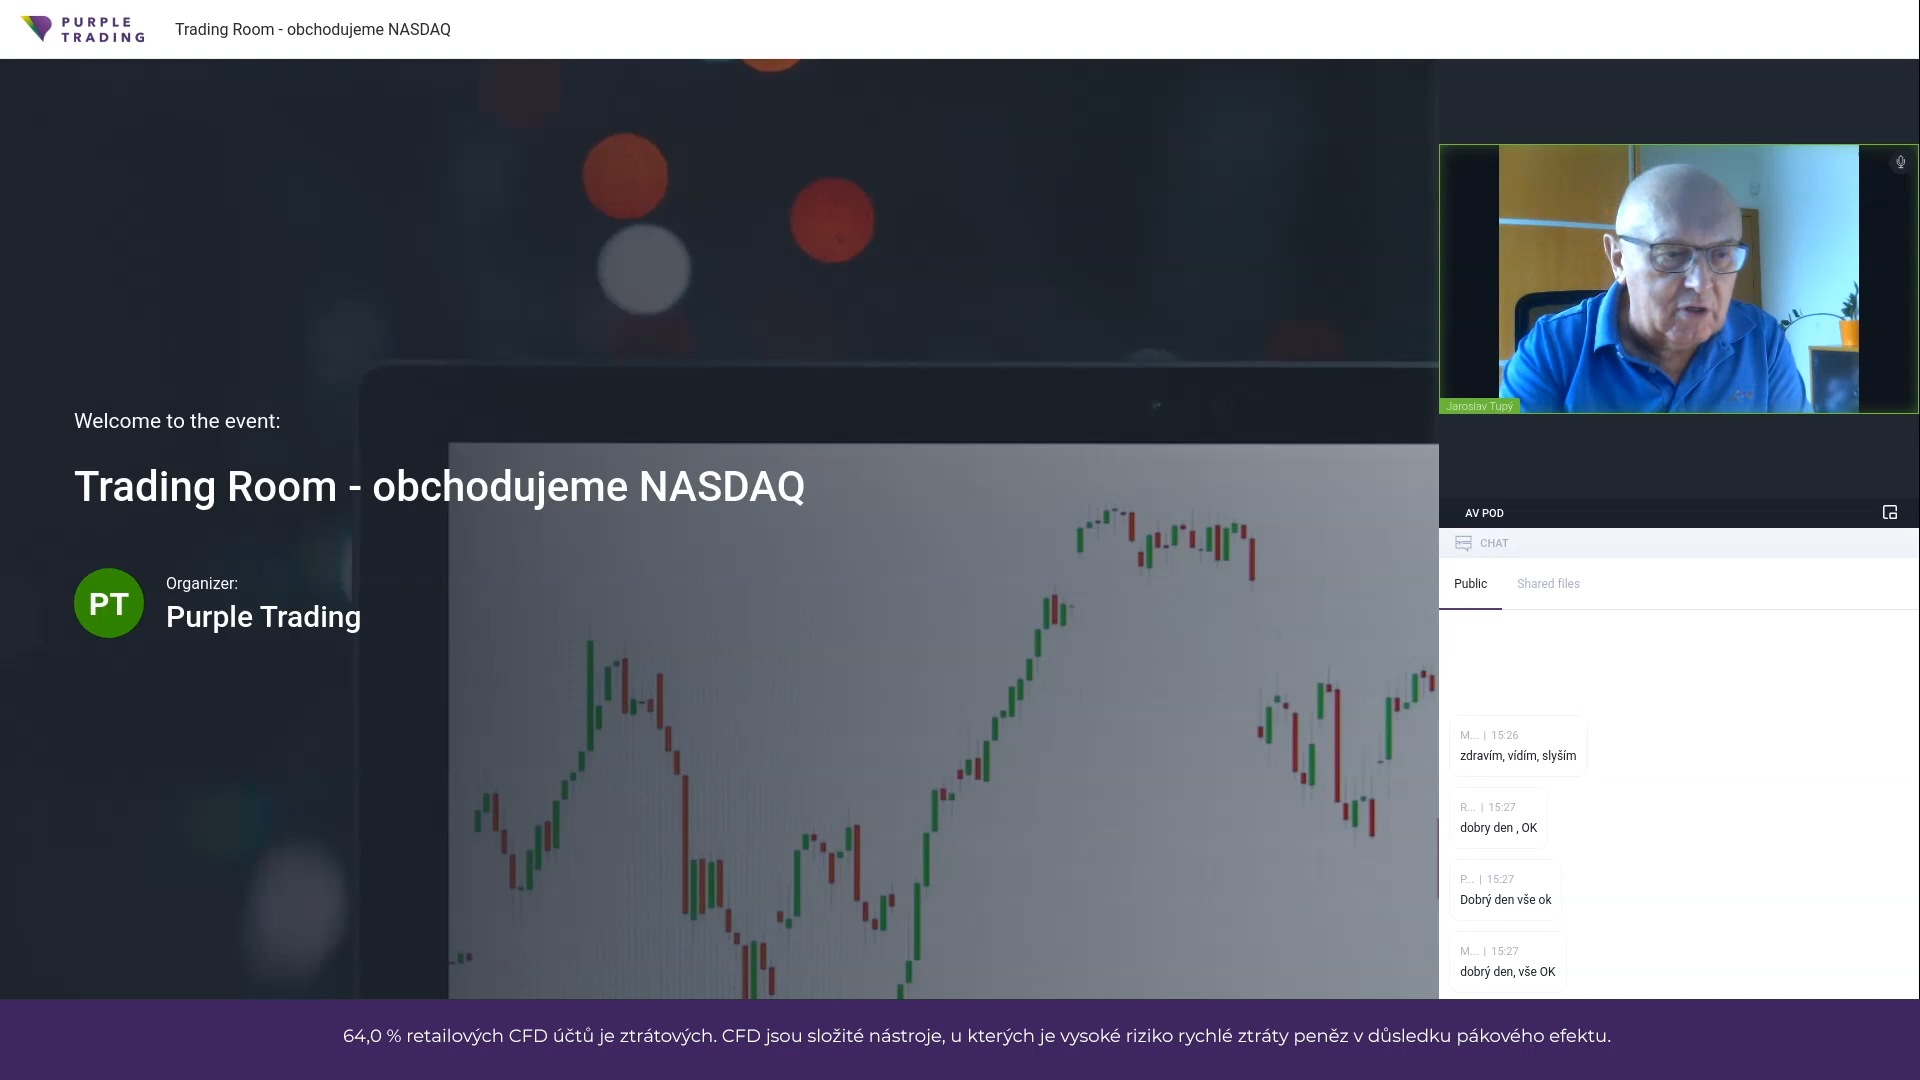 PURPLE
TRADING
Trading Room - obchodujeme NASDAQ
Welcome to the event:
Trading Room - obchodujeme NASDAQ
PT
Organizer:
Purple Trading
Jaroslav Tupý
AV POD
CHAT
Public
Shared files
M... | 15:26
zdravím, vídím, slyším
R... | 15:27
dobry den , OK
P... | 15:27
Dobrý den vše ok
M... | 15:27
dobrý den, vše OK
64,0 % retailových CFD účtů je ztrátových. CFD jsou složité nástroje, u kterých je vysoké riziko rychlé ztráty peněz v důsledku pákového efektu.